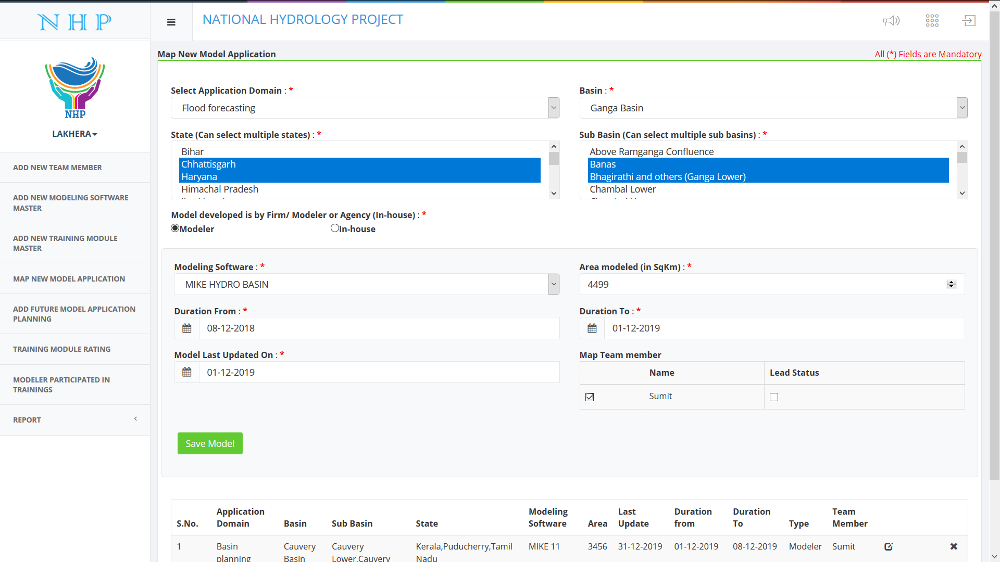 N H P
NATIONAL HYDROLOGY PROJECT
NHP
LAKHERA
ADD NEW TEAM MEMBER
ADD NEW MODELING SOFTWARE
MASTER
ADD NEW TRAINING MODULE
MASTER
MAP NEW MODEL APPLICATION
ADD FUTURE MODEL APPLICATION
PLANNING
TRAINING MODULE RATING
MODELER PARTICIPATED IN
TRAININGS
REPORT
Map New Model Application
All (*) Fields are Mandatory
Select Application Domain : *
Flood forecasting
Basin : *
Ganga Basin
State (Can select multiple states) : *
Bihar
Chhattisgarh
Haryana
Himachal Pradesh
Sub Basin (Can select multiple sub basins) : *
Above Ramganga Confluence
Banas
Bhagirathi and others (Ganga Lower)
Chambal Lower
Model developed is by Firm/ Modeler or Agency (In-house) : *
Modeler In-house
Modeling Software : *
MIKE HYDRO BASIN
Area modeled (in SqKm) : *
4499
Duration From : *
08-12-2018
Duration To : *
01-12-2019
Model Last Updated On : *
01-12-2019
Map Team member
Name Lead Status
Sumit
Save Model
S.No. Application Domain Basin Sub Basin State Modeling Software Area Last Update Duration from Duration To Type Team Member
1 Basin Cauvery Cauvery Kerala,Puducherry,Tamil MIKE 11 3456 31-12-2019 01-12-2019 08-12-2019 Modeler Sumit
planning Basin Lower,Cauvery Nadu